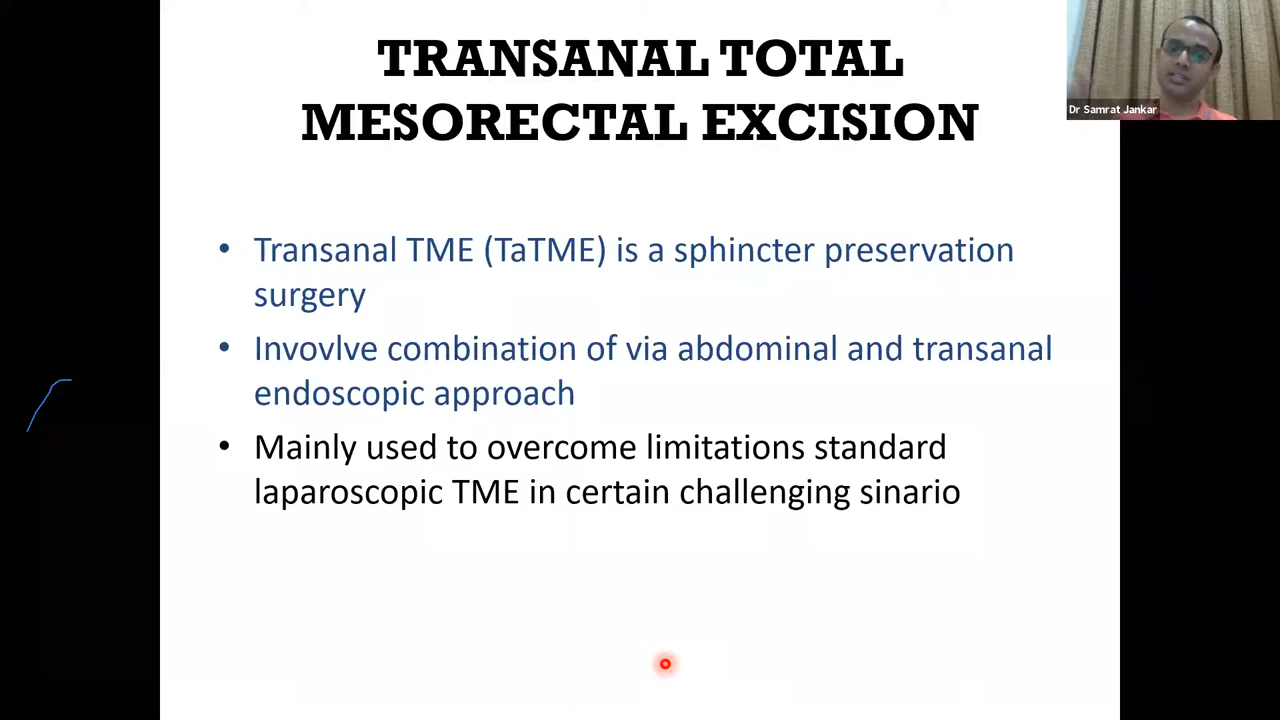 TRANSANAL TOTAL
MESORECTAL EXCISION
Dr Samrat Jankar
• Transanal TME (TaTME) is a sphincter preservation
surgery
• Invovlve combination of via abdominal and transanal
endoscopic approach
• Mainly used to overcome limitations standard
laparoscopic TME in certain challenging sinario